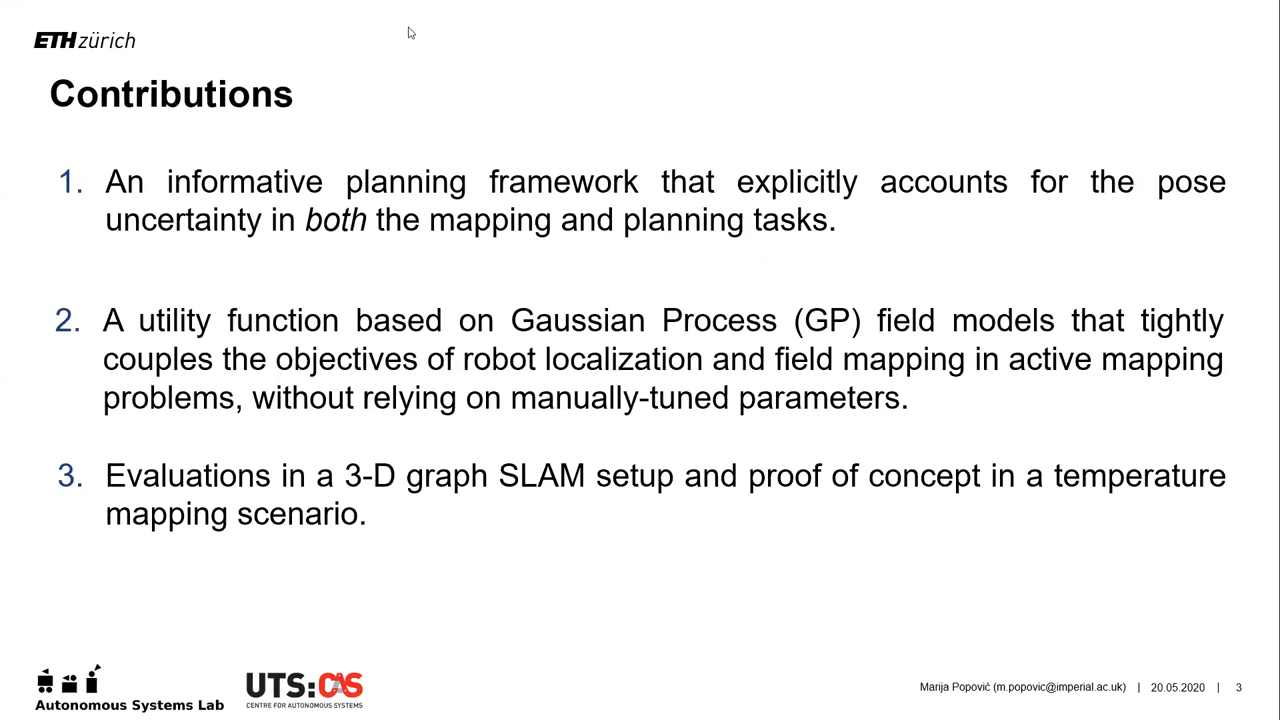 ETH zürich
Contributions
1. An informative planning framework that explicitly accounts for the pose
uncertainty in both the mapping and planning tasks.
2. A utility function based on Gaussian Process (GP) field models that tightly
couples the objectives of robot localization and field mapping in active mapping
problems, without relying on manually-tuned parameters.
3. Evaluations in a 3-D graph SLAM setup and proof of concept in a temperature
mapping scenario.
Autonomous Systems Lab
UTS:CAS
CENTRE FOR AUTONOMOUS SYSTEMS
Marija Popović (m.popovic@imperial.ac.uk) | 20.05.2020 | 3